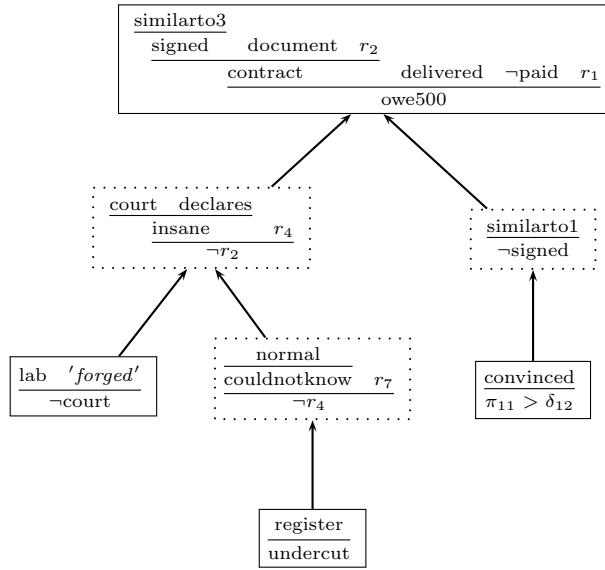 similarto3
signed document r2
contract delivered ¬paid r1
owe500
court declares
insane r4
¬r2
similarto1
¬signed
lab 'forged'
¬court
normal
couldnotknow r7
¬r4
convinced
π11 > δ12
register
undercut